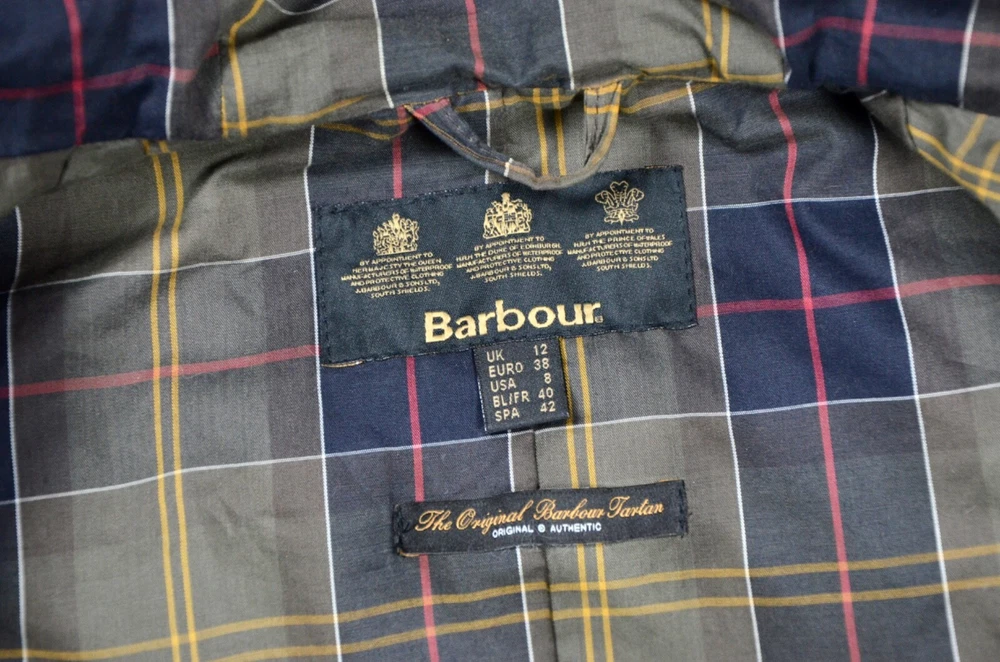 BY APPOINTMENT TO
HER MAJESTY THE QUEEN
MANUFACTURERS OF WATERPROOF
AND PROTECTIVE CLOTHING
J.BARBOUR & SONS LTD,
SOUTH SHIELDS.
BY APPOINTMENT TO
H.R.H. THE DUKE OF EDINBURGH
MANUFACTURERS OF WATERPROOF
AND PROTECTIVE CLOTHING
J. BARBOUR & SONS LTD,
SOUTH SHIELDS.
BY APPOINTMENT TO
H.R.H. THE PRINCE OF WALES
MANUFACTURERS OF WATERPROOF
AND PROTECTIVE CLOTHING
J. BARBOUR & SONS LTD,
SOUTH SHIELDS.
Barbour
UK 12
EURO 38
USA 8
BL/FR 40
SPA 42
The Original Barbour Tartan
ORIGINAL & AUTHENTIC